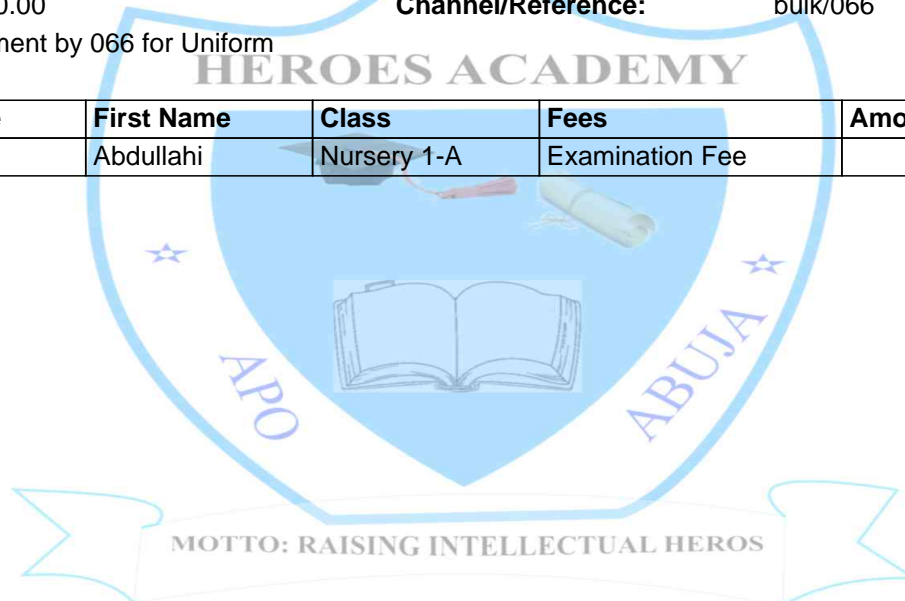 0.00 Channel/Reference: bulk/066
ment by 066 for Uniform
HEROES ACADEMY
First Name Class Fees Amo
Abdullahi Nursery 1-A Examination Fee
APO ABUJA
MOTTO: RAISING INTELLECTUAL HEROS